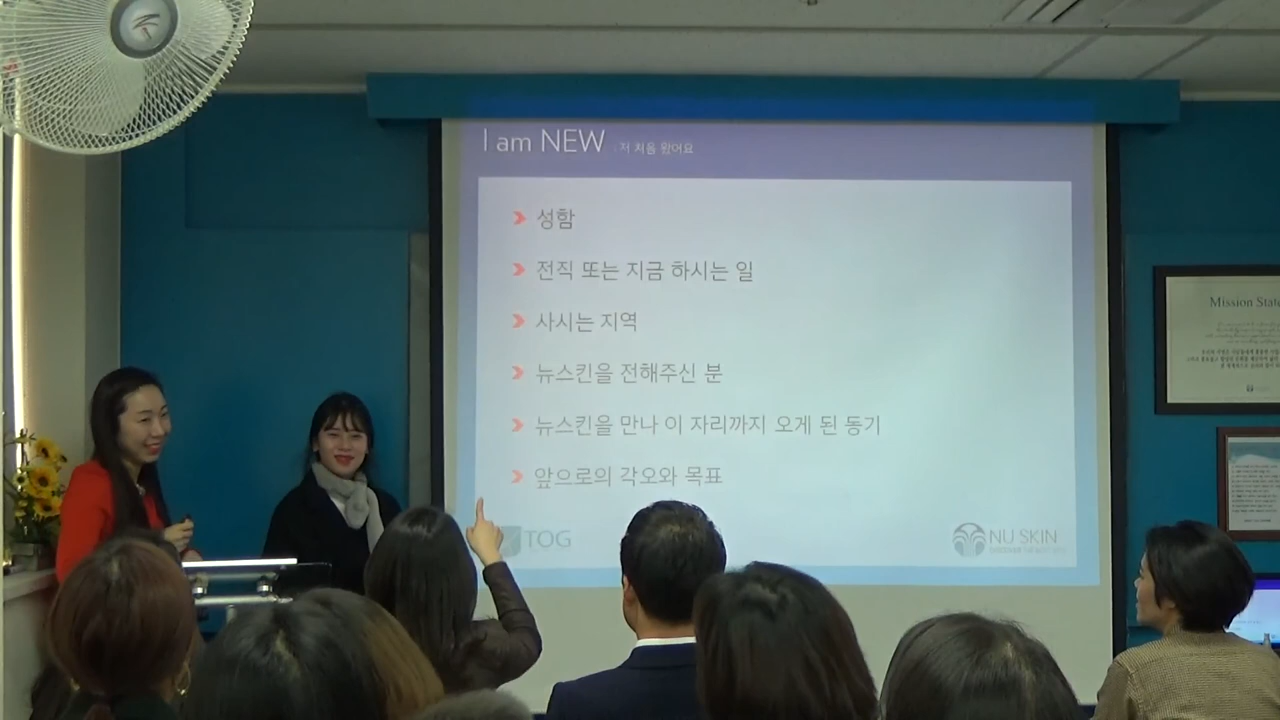 I am NEW : 저 처음 왔어요
성함
전직 또는 지금 하시는 일
사시는 지역
뉴스킨을 전해주신 분
뉴스킨을 만나 이 자리까지 오게 된 동기
앞으로의 각오와 목표
TOG
NU SKIN
Mission